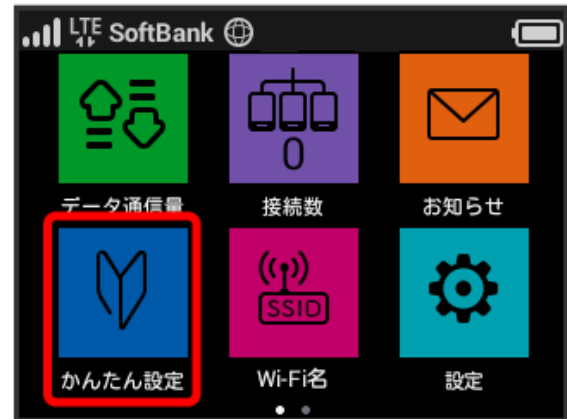 LTE SoftBank
0
データ通信量 接続数 お知らせ
SSID
かんたん設定 Wi-Fi名 設定